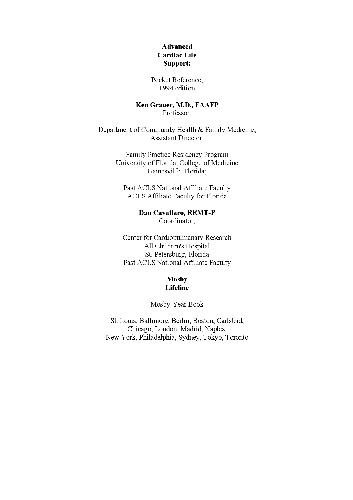 Advanced
Cardiac Life
Support:
Pocket Reference,
1994 edition
Ken Grauer, M.D., FAAFP
Professor
Department of Community Health & Family Medicine;
Assistant Director
Family Practice Residency Program
University of Florida College of Medicine
Gainesville, Florida;
Past ACLS National Affiliate Faculty
ACLS Affiliate Faculty for Florida
Dan Cavallaro, REMT-P
Coordinator,
Center for Cardiopulmonary Research
All Children's Hospital
St. Petersburg, Florida
Past ACLS National Affiliate Faculty
Mosby
Lifeline
Mosby Year Book
St. Louis, Baltimore, Berlin, Boston, Carlsbad,
Chicago, London, Madrid, Naples,
New York, Philadelphia, Sydney, Tokyo, Toronto